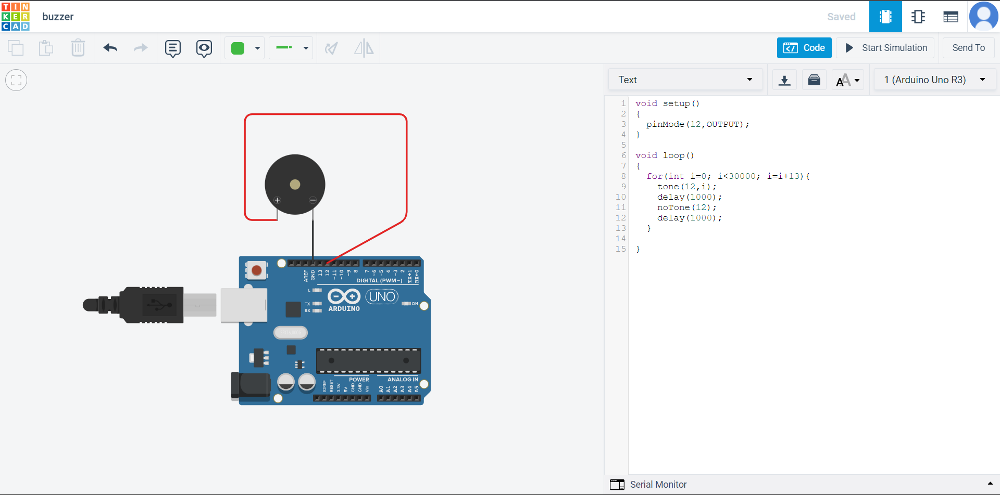 TIN
KER
CAD
buzzer
Saved
Code
Start Simulation
Send To
Text
AA
1 (Arduino Uno R3)
1 void setup()
2 {
3 pinMode(12,OUTPUT);
4 }
5
6 void loop()
7 {
8 for(int i=0; i<30000; i=i+13){
9 tone(12,i);
10 delay(1000);
11 noTone(12);
12 delay(1000);
13 }
14
15 }
+ −
AREF GND 13 12 ~11 ~10 ~9 8 7 ~6 ~5 4 ~3 2 TX→1 RX←0
DIGITAL (PWM~)
L
TX
RX
UNO
ON
ARDUINO
POWER
ANALOG IN
IOREF RESET 3.3V 5V GND GND Vin A0 A1 A2 A3 A4 A5
Serial Monitor